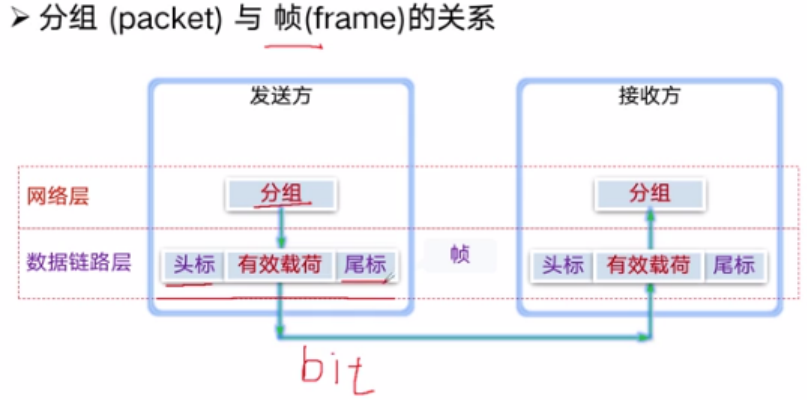 ➤ 分组 (packet) 与 帧(frame)的关系
发送方
接收方
网络层
分组
分组
数据链路层
头标 有效载荷 尾标
帧
头标 有效载荷 尾标
bit